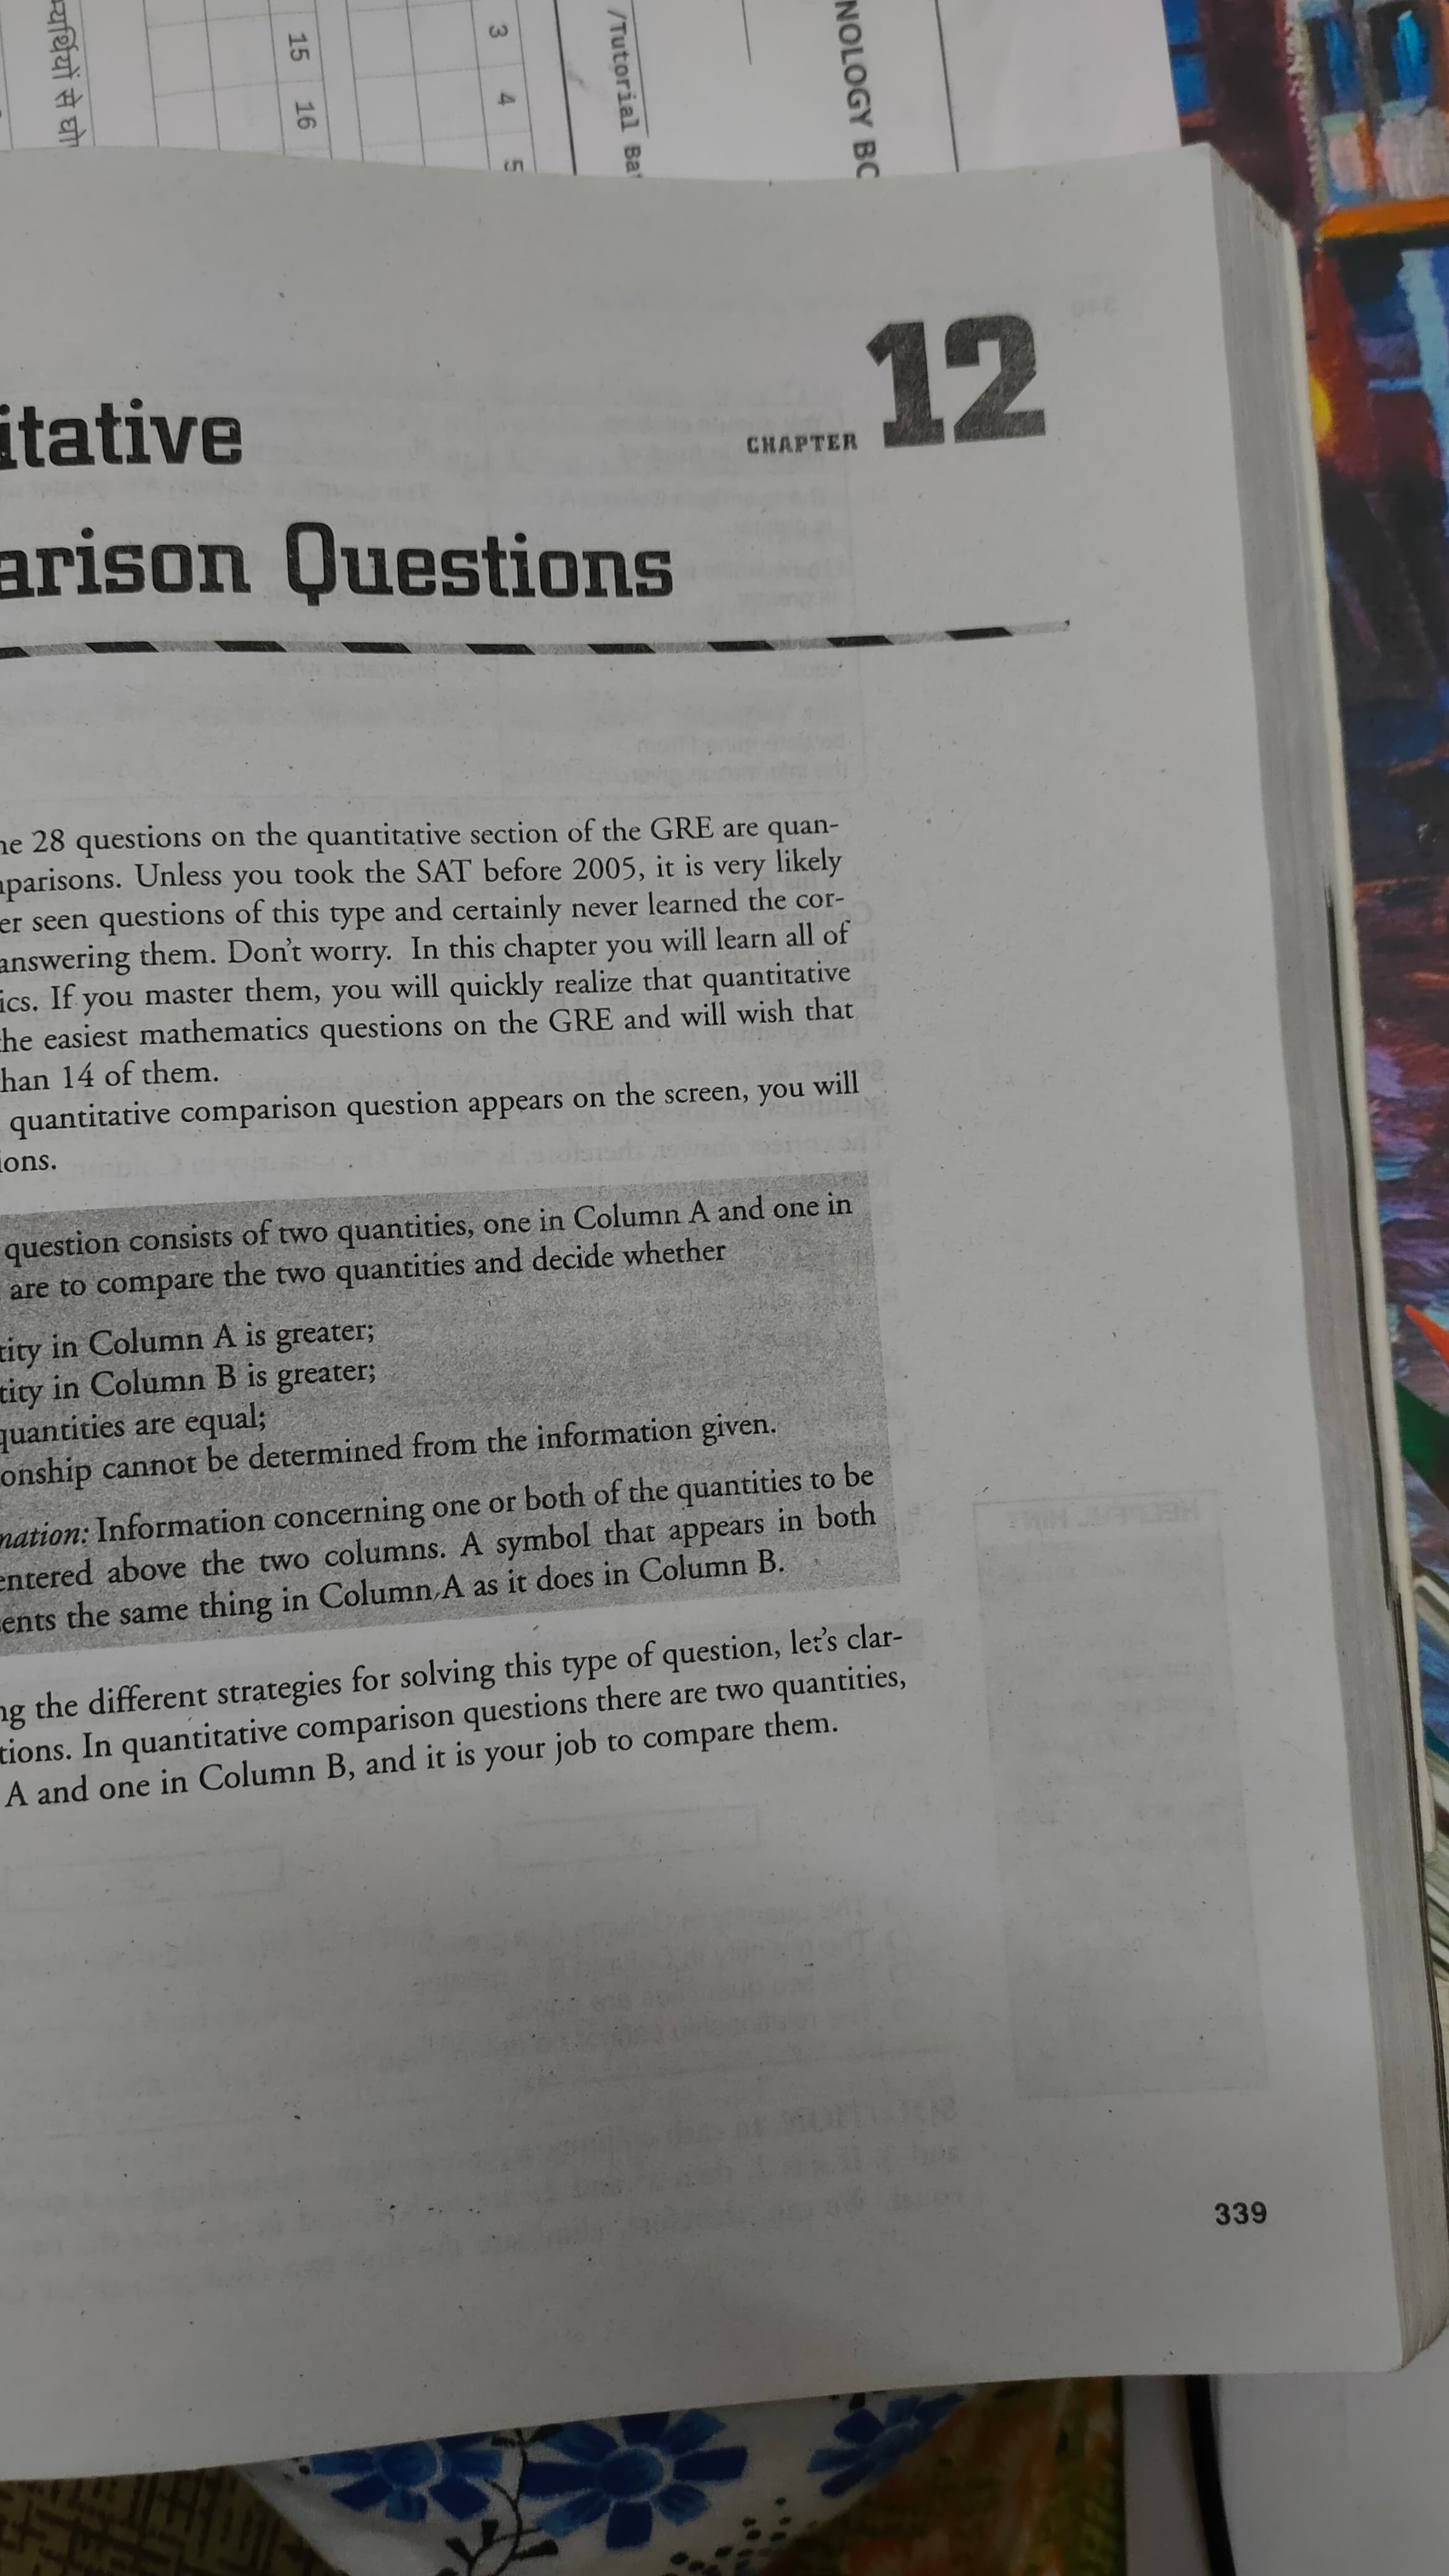 15
16
3
4
5
/Tutorial
NOLOGY
से
12
CHAPTER
itative
arison Questions
ne 28 questions on the quantitative section of the GRE are quan-
parisons. Unless you took the SAT before 2005, it is very likely
er seen questions of this type and certainly never learned the cor-
answering them. Don't worry. In this chapter you will learn all of
ics. If you master them, you will quickly realize that quantitative
he easiest mathematics questions on the GRE and will wish that
han 14 of them.
quantitative comparison question appears on the screen, you will
ions.
question consists of two quantities, one in Column A and one in
are to compare the two quantities and decide whether
tity in Column A is greater;
tity in Column B is greater;
quantities are equal;
onship cannot be determined from the information given.
mation: Information concerning one or both of the quantities to be
entered above the two columns. A symbol that appears in both
ents the same thing in Column A as it does in Column B.
ng the different strategies for solving this type of question, let's clar-
tions. In quantitative comparison questions there are two quantities,
A and one in Column B, and it is your job to compare them.
339